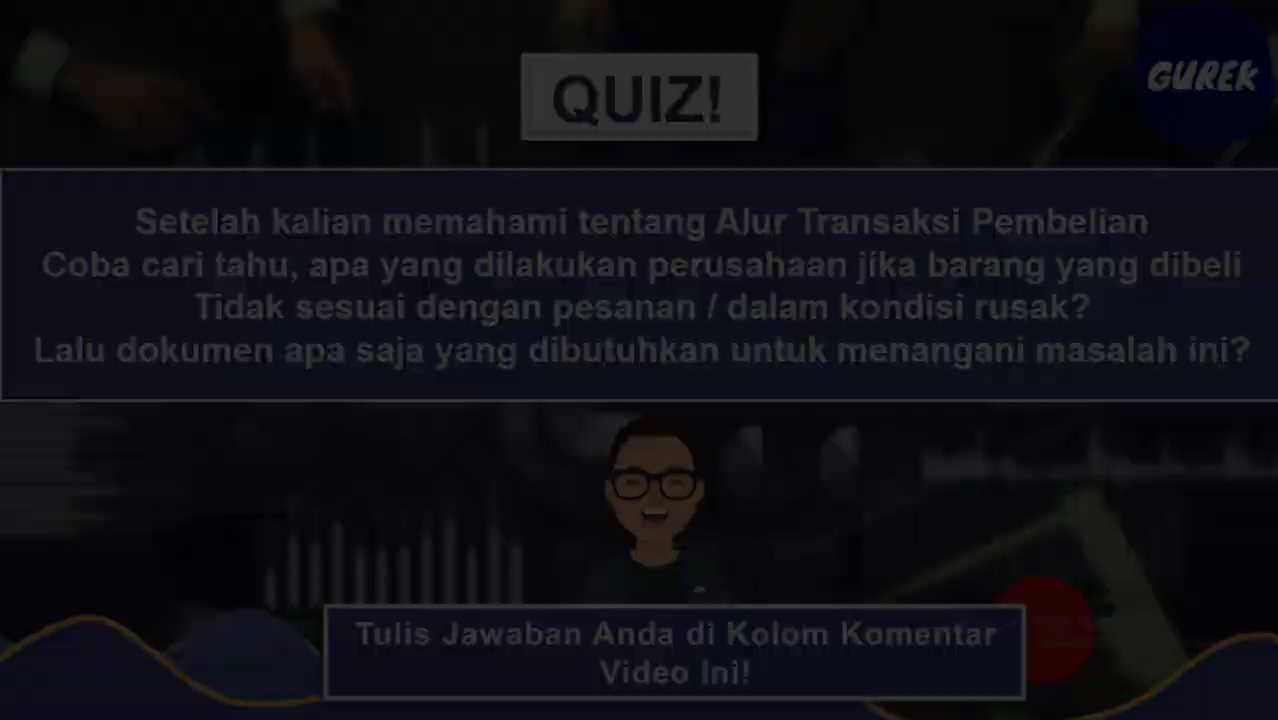 QUIZ!
GUREK
Setelah kalian memahami tentang Alur Transaksi Pembelian
Coba cari tahu, apa yang dilakukan perusahaan jika barang yang dibeli
Tidak sesuai dengan pesanan / dalam kondisi rusak?
Lalu dokumen apa saja yang dibutuhkan untuk menangani masalah ini?
Tulis Jawaban Anda di Kolom Komentar
Video Ini!